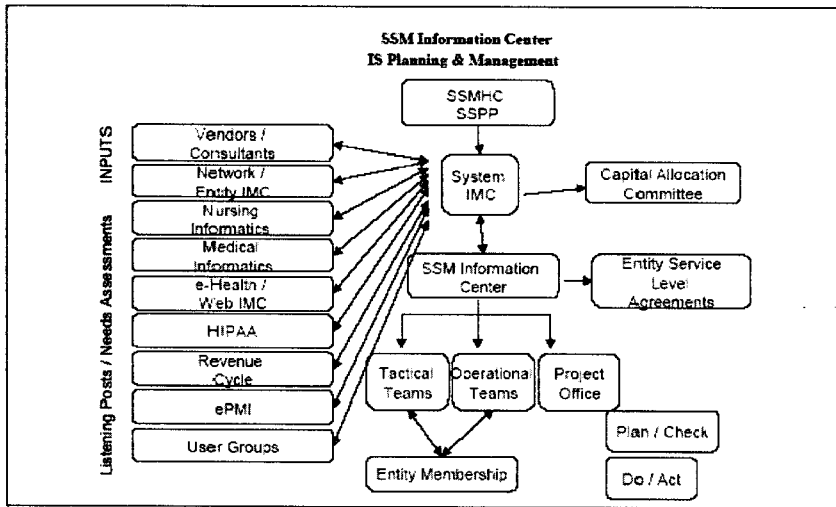 SSM Information Center
IS Planning & Management
SSMHC
SSPP
INPUTS
Listening Posts / Needs Assessments
Vendors /
Consultants
Network /
Entity IMC
Nursing
Informatics
Medical
Informatics
e-Health /
Web IMC
HIPAA
Revenue
Cycle
ePMI
User Groups
System
IMC
Capital Allocation
Committee
SSM Information
Center
Entity Service
Level
Agreements
Tactical
Teams
Operational
Teams
Project
Office
Plan / Check
Do / Act
Entity Membership